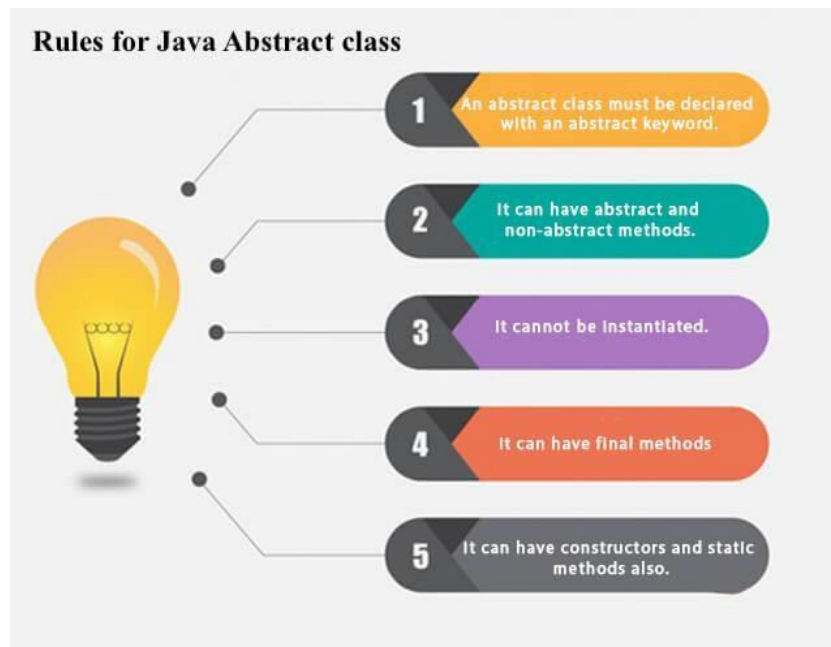 Rules for Java Abstract class
1
An abstract class must be declared
with an abstract keyword.
2
It can have abstract and
non-abstract methods.
3
It cannot be instantiated.
4
It can have final methods
5
It can have constructors and static
methods also.